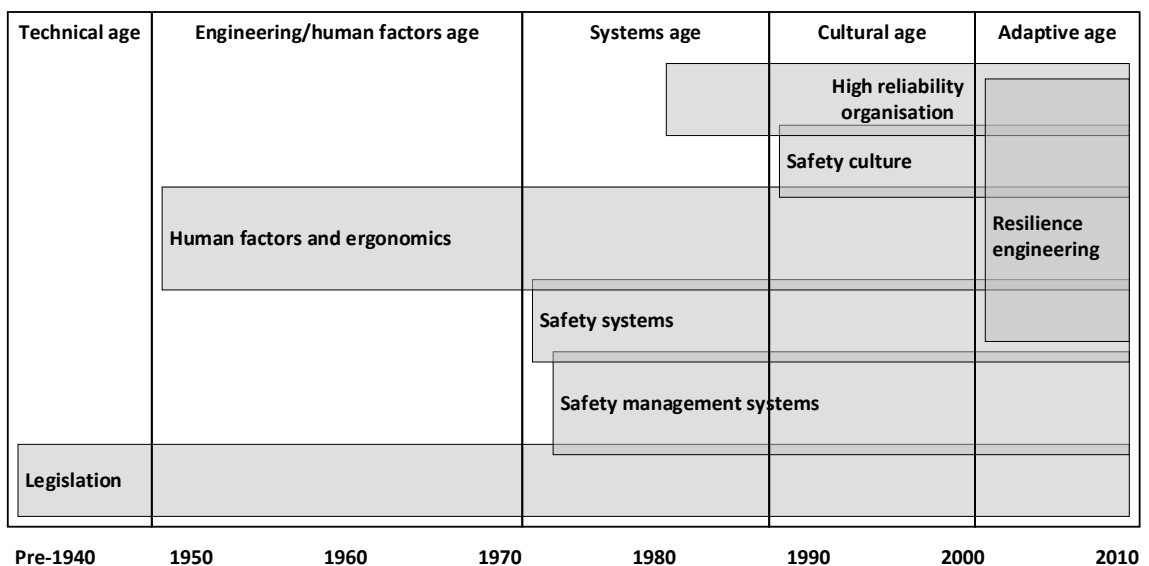 Technical age
Engineering/human factors age
Systems age
Cultural age
Adaptive age
High reliability
organisation
Safety culture
Human factors and ergonomics
Resilience
engineering
Safety systems
Safety management systems
Legislation
Pre-1940
1950
1960
1970
1980
1990
2000
2010